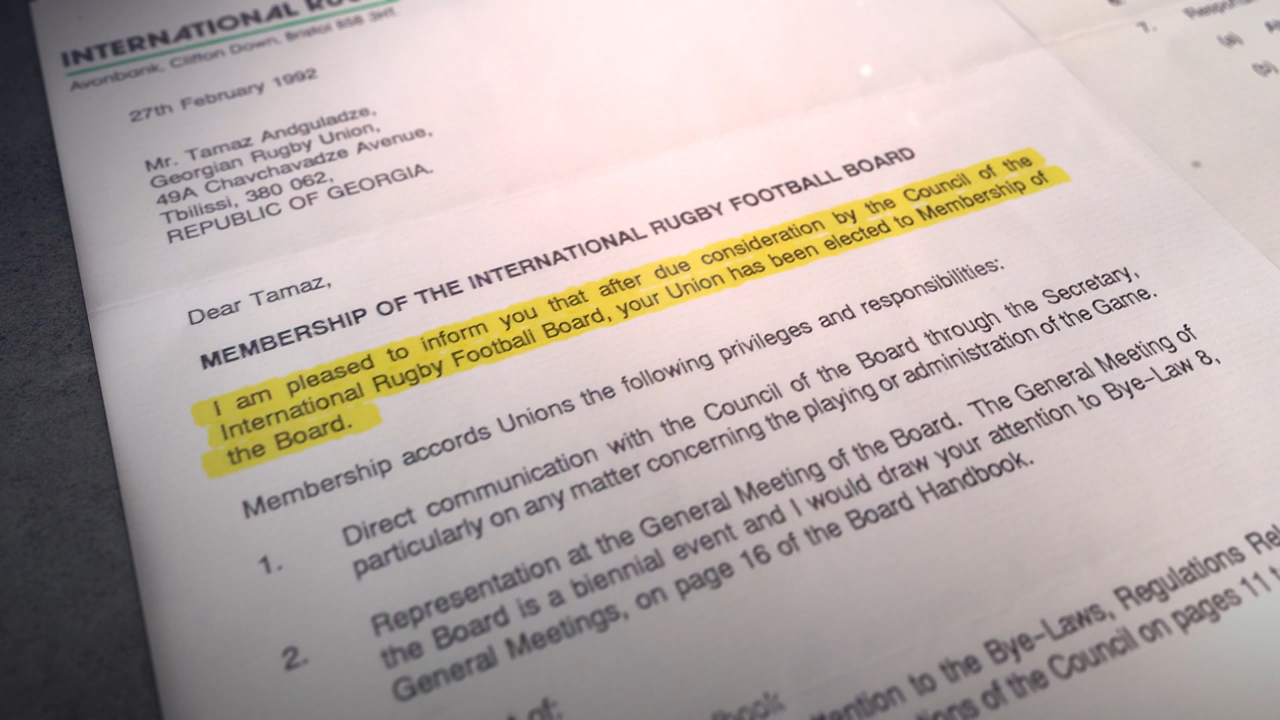 INTERNATIONAL
Avonbank, Clifton Down, Bristol BS8 3HT.
27th February 1992
Mr. Tamaz Andguladze,
Georgian Rugby Union,
49A Chavchavadze Avenue,
Tbilissi, 380 062,
REPUBLIC OF GEORGIA.
Dear Tamaz,
MEMBERSHIP OF THE INTERNATIONAL RUGBY FOOTBALL BOARD
I am pleased to inform you that after due consideration by the Council of the
International Rugby Football Board, your Union has been elected to Membership of
the Board.
Membership accords Unions the following privileges and responsibilities:
1. Direct communication with the Council of the Board through the Secretary,
particularly on any matter concerning the playing or administration of the Game.
2. Representation at the General Meeting of the Board. The General Meeting of
the Board is a biennial event and I would draw your attention to Bye-Law 8,
General Meetings, on page 16 of the Board Handbook.
to the Bye-Laws, Regulations
of the Council on pages 11
of:
7.
(a)
(b)